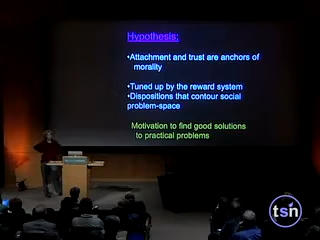 Hypothesis:
•Attachment and trust are anchors of
morality
•Tuned up by the reward system
•Dispositions that contour social
problem-space
Motivation to find good solutions
to practical problems
tsn